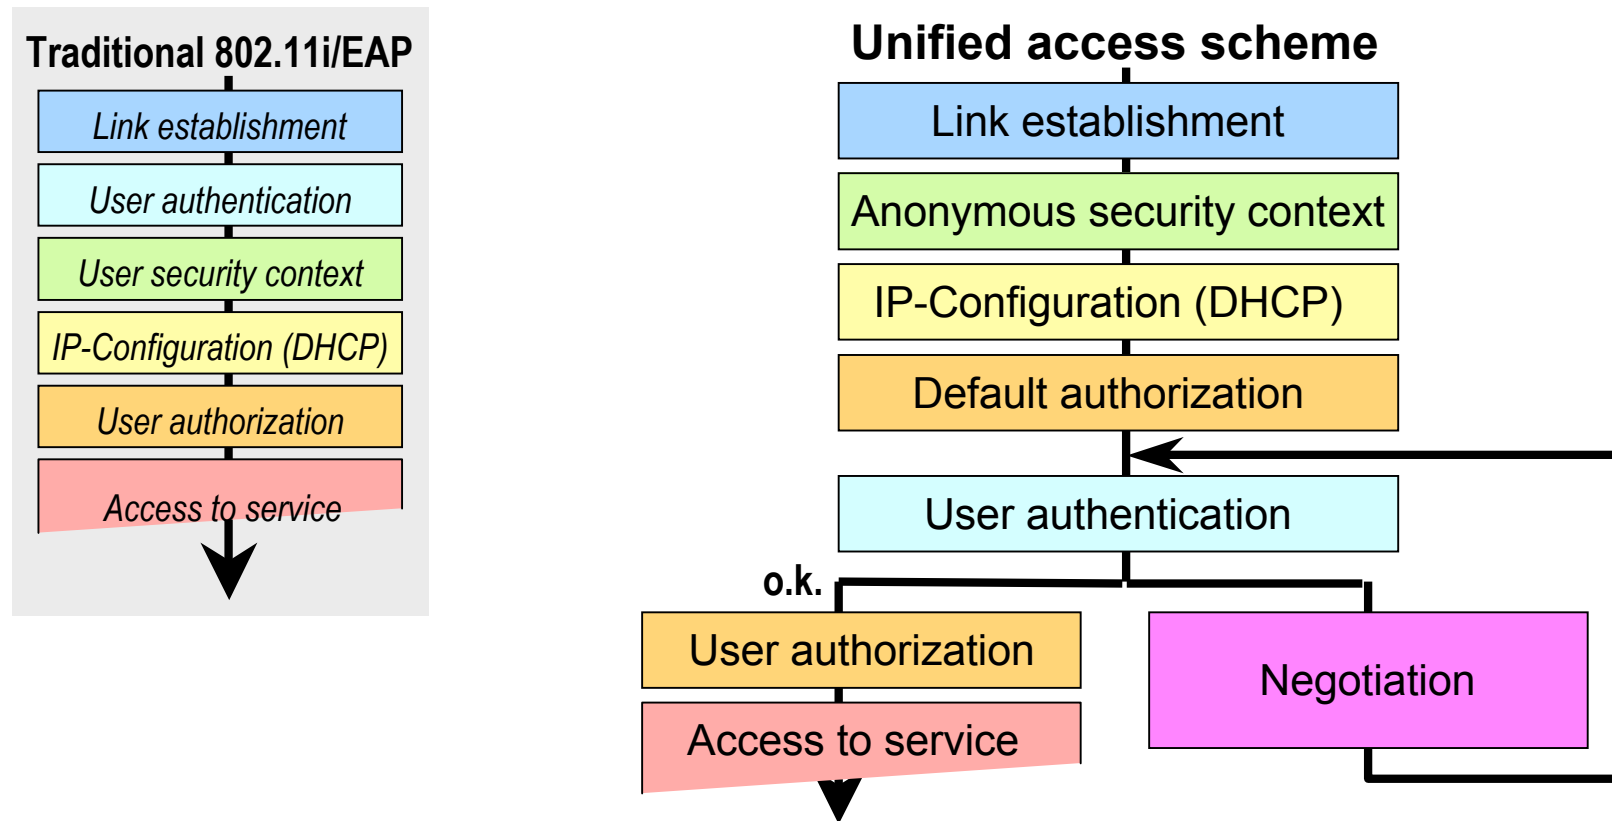 Traditional 802.11i/EAP
Link establishment
User authentication
User security context
IP-Configuration (DHCP)
User authorization
Access to service
Unified access scheme
Link establishment
Anonymous security context
IP-Configuration (DHCP)
Default authorization
User authentication
o.k.
User authorization
Access to service
Negotiation